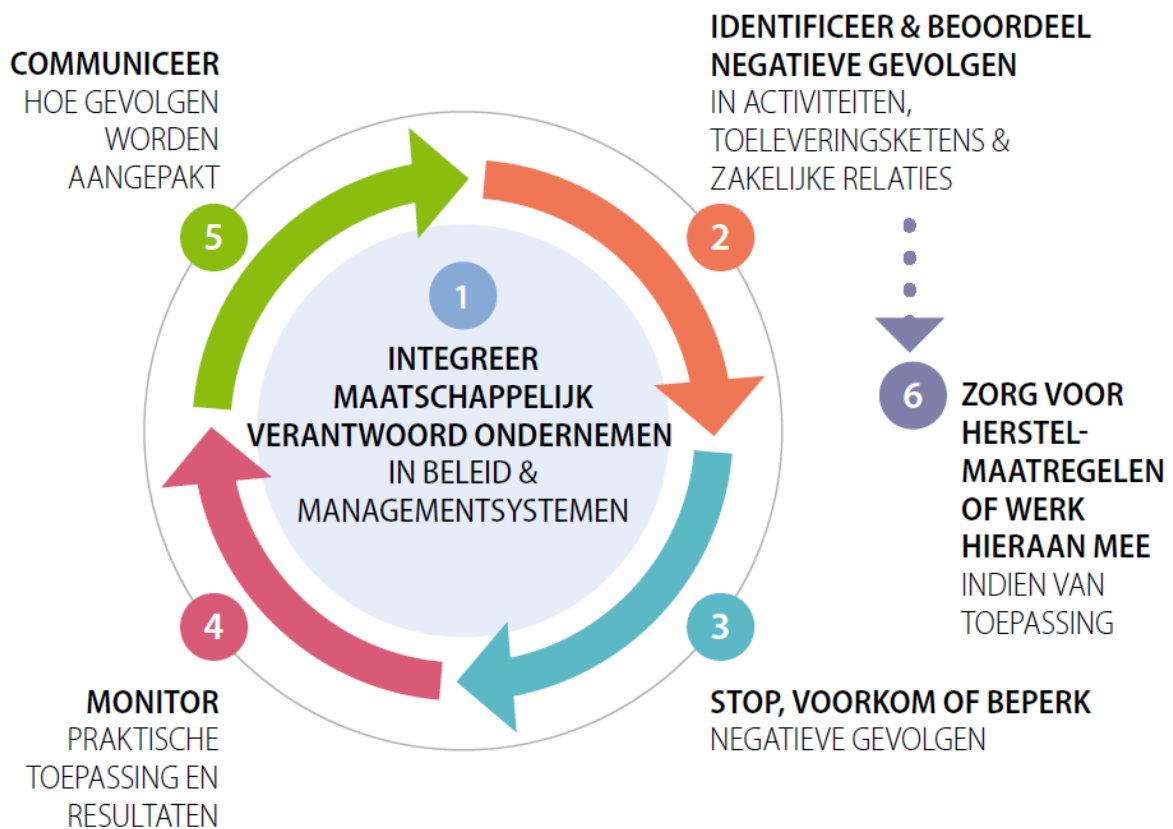 1
INTEGREER
MAATSCHAPPELIJK
VERANTWOORD ONDERNEMEN
IN BELEID &
MANAGEMENTSYSTEMEN
2
IDENTIFICEER & BEOORDEEL
NEGATIEVE GEVOLGEN
IN ACTIVITEITEN,
TOELEVERINGSKETENS &
ZAKELIJKE RELATIES
3
STOP, VOORKOM OF BEPERK
NEGATIEVE GEVOLGEN
4
MONITOR
PRAKTISCHE
TOEPASSING EN
RESULTATEN
5
COMMUNICEER
HOE GEVOLGEN
WORDEN
AANGEPAKT
6
ZORG VOOR
HERSTEL-
MAATREGELEN
OF WERK
HIERAAN MEE
INDIEN VAN
TOEPASSING